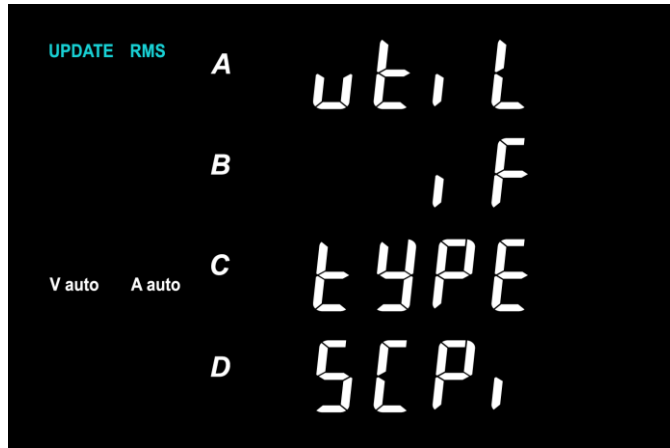 UPDATE RMS A utiL
B iF
V auto A auto C tYPE
D SCPi